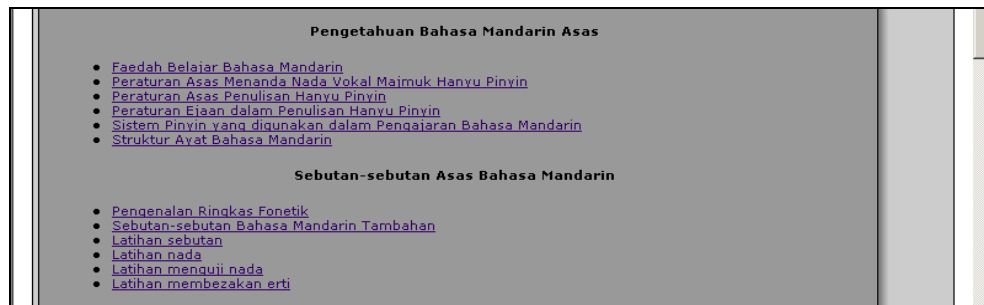 Pengetahuan Bahasa Mandarin Asas
Faedah Belajar Bahasa Mandarin
Peraturan Asas Menanda Nada Vokal Majmuk Hanyu Pinyin
Peraturan Asas Penulisan Hanyu Pinyin
Peraturan Ejaan dalam Penulisan Hanyu Pinyin
Sistem Pinyin yang digunakan dalam Pengajaran Bahasa Mandarin
Struktur Ayat Bahasa Mandarin
Sebutan-sebutan Asas Bahasa Mandarin
Pengenalan Ringkas Fonetik
Sebutan-sebutan Bahasa Mandarin Tambahan
Latihan sebutan
Latihan nada
Latihan menguji nada
Latihan membezakan erti